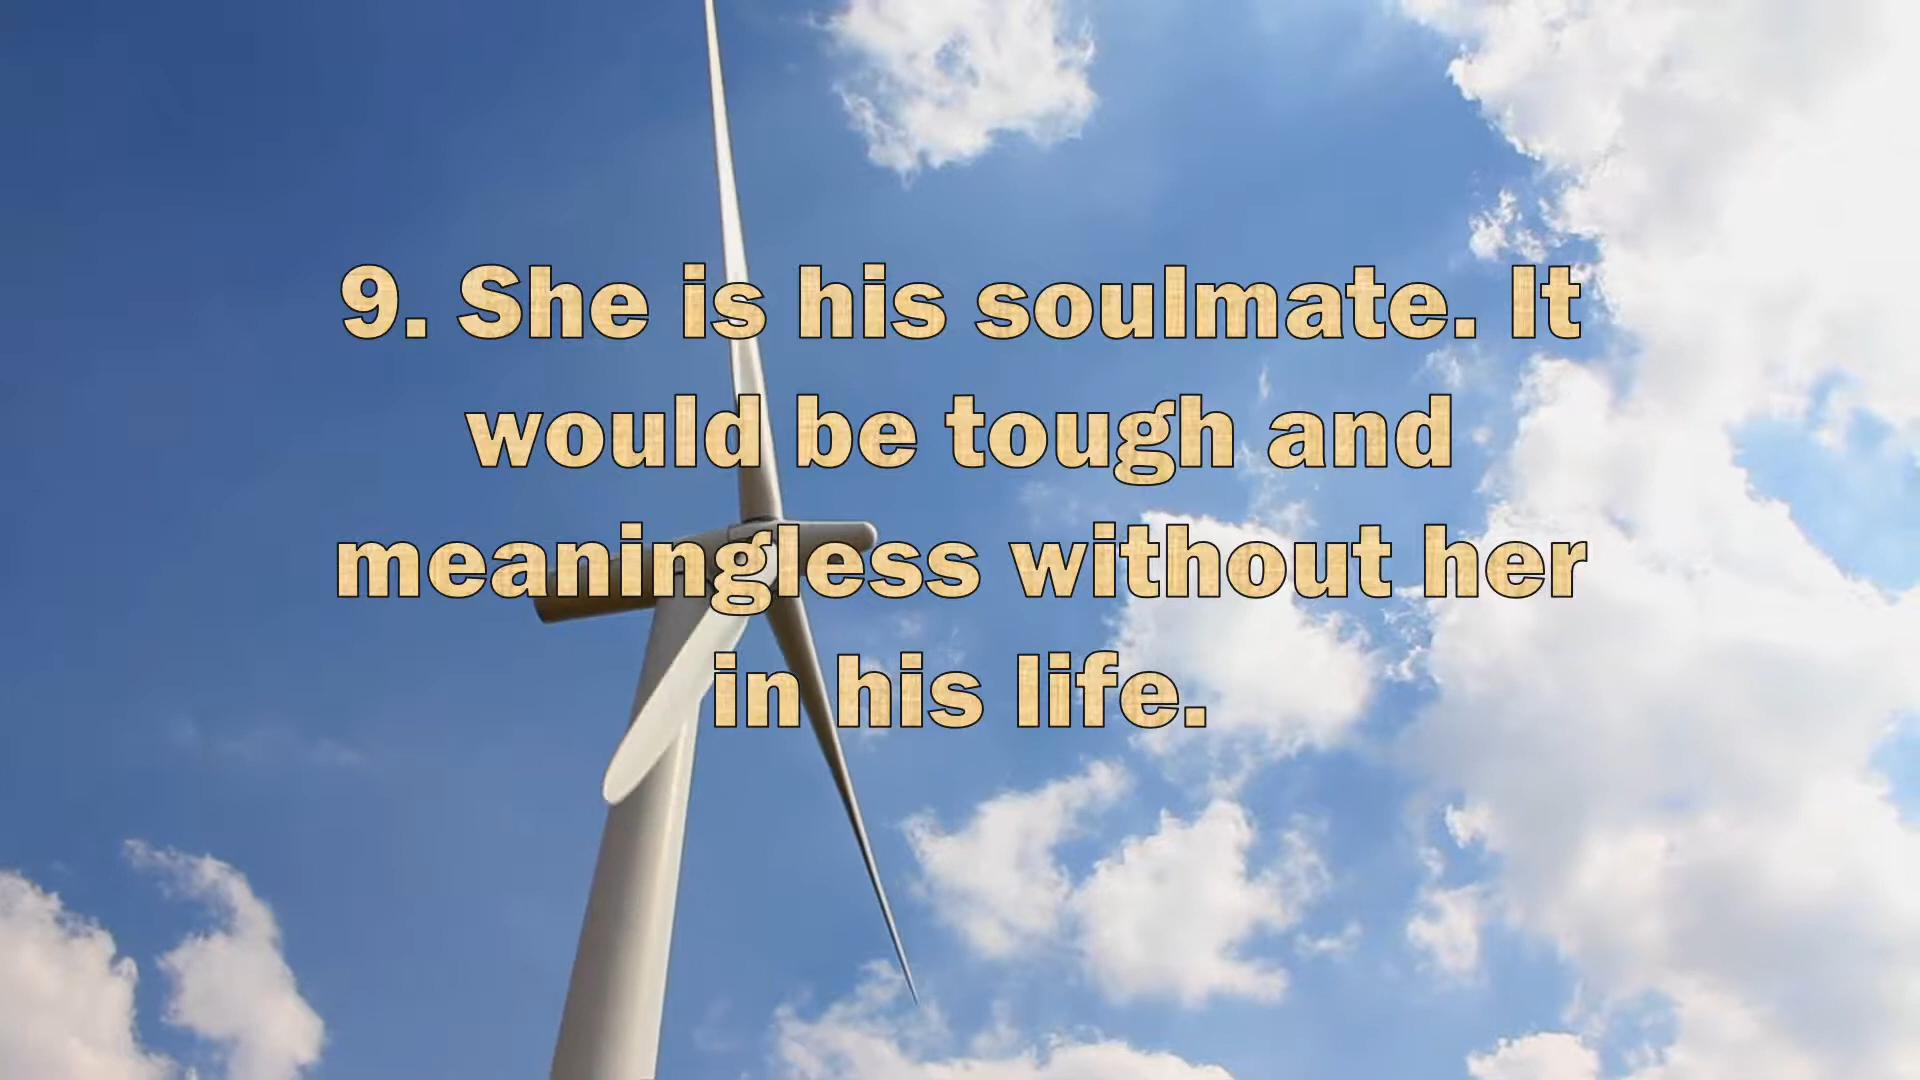 9. She is his soulmate. It
would be tough and
meaningless without her
in his life.